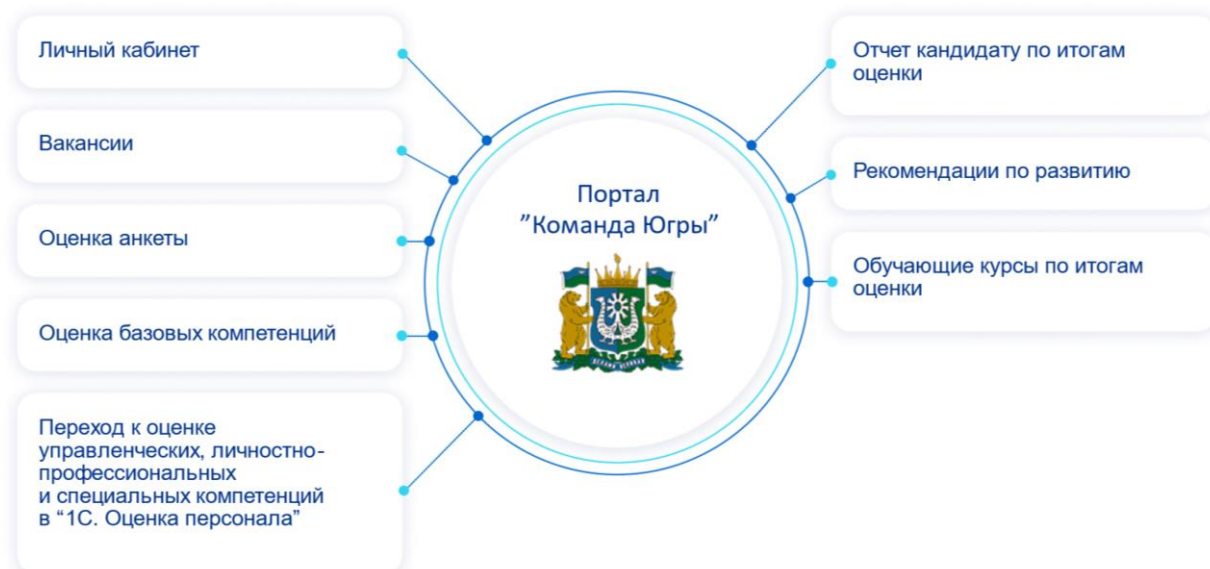 Личный кабинет
Вакансии
Оценка анкеты
Оценка базовых компетенций
Переход к оценке
управленческих, личностно-
профессиональных
и специальных компетенций
в “1С. Оценка персонала”
Портал
”Команда Югры”
Отчет кандидату по итогам
оценки
Рекомендации по развитию
Обучающие курсы по итогам
оценки